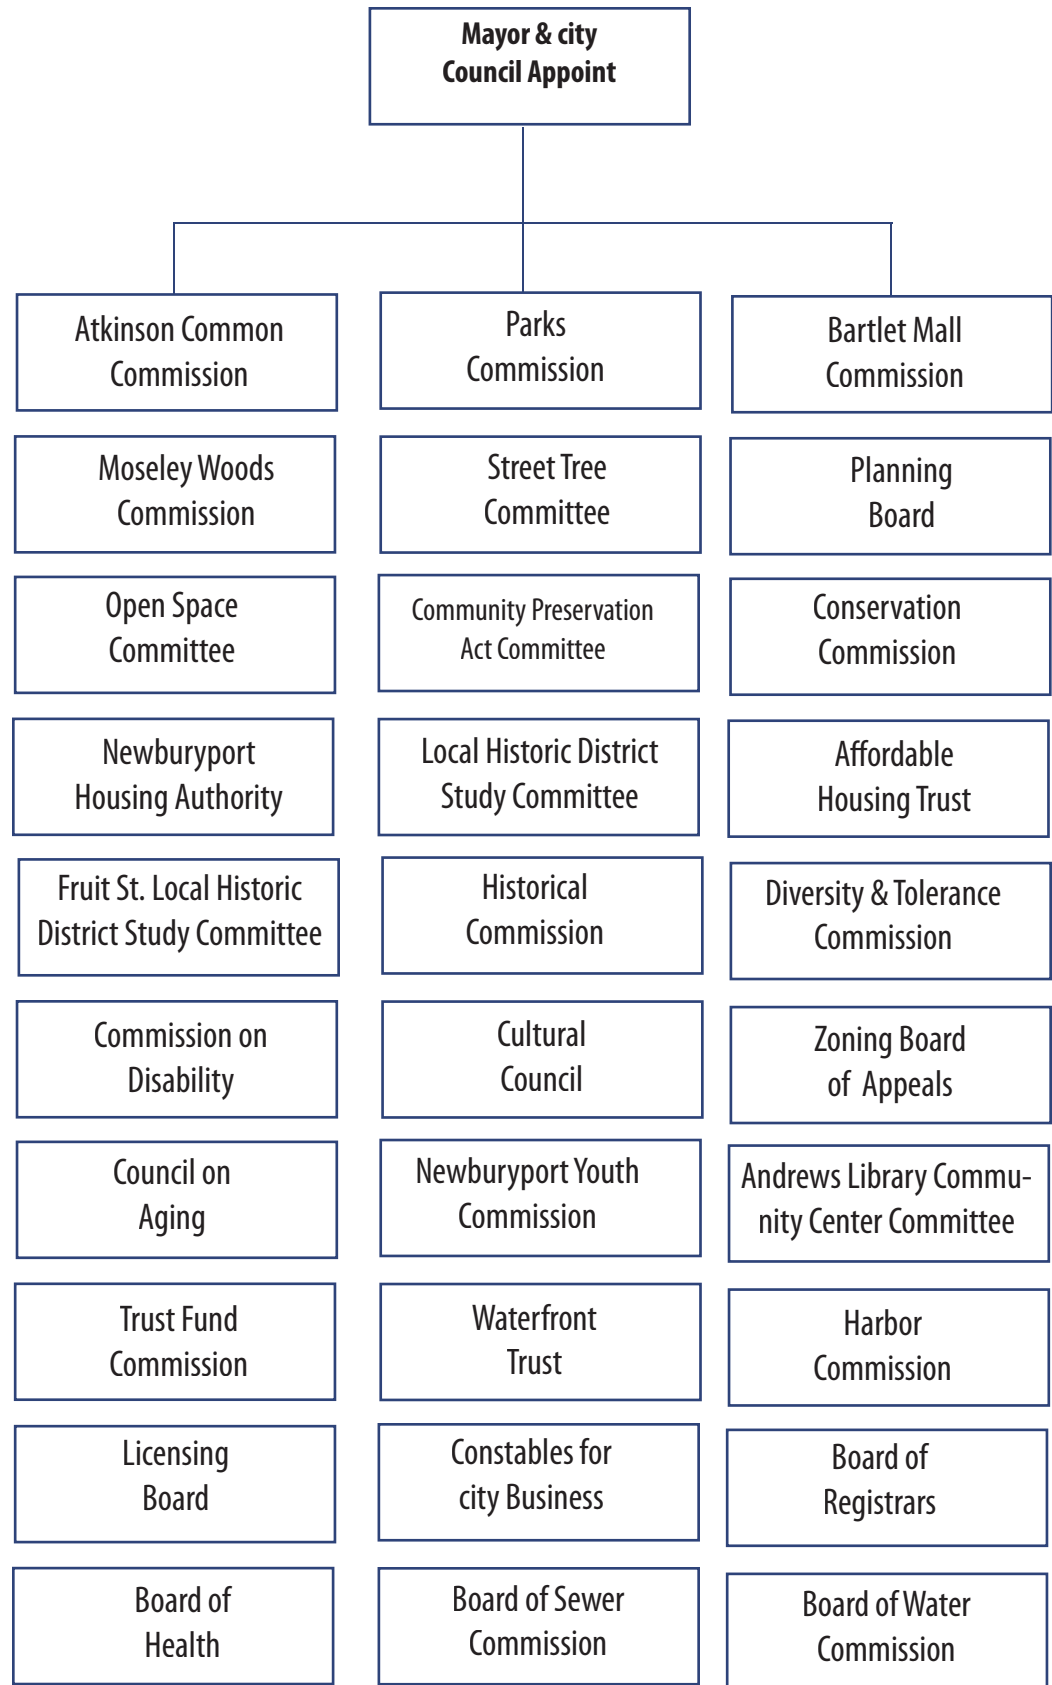 Mayor & city
Council Appoint
Atkinson Common
Commission
Parks
Commission
Bartlet Mall
Commission
Moseley Woods
Commission
Street Tree
Committee
Planning
Board
Open Space
Committee
Community Preservation
Act Committee
Conservation
Commission
Newburyport
Housing Authority
Local Historic District
Study Committee
Affordable
Housing Trust
Fruit St. Local Historic
District Study Committee
Historical
Commission
Diversity & Tolerance
Commission
Commission on
Disability
Cultural
Council
Zoning Board
of Appeals
Council on
Aging
Newburyport Youth
Commission
Andrews Library Commu-
nity Center Committee
Trust Fund
Commission
Waterfront
Trust
Harbor
Commission
Licensing
Board
Constables for
city Business
Board of
Registrars
Board of
Health
Board of Sewer
Commission
Board of Water
Commission